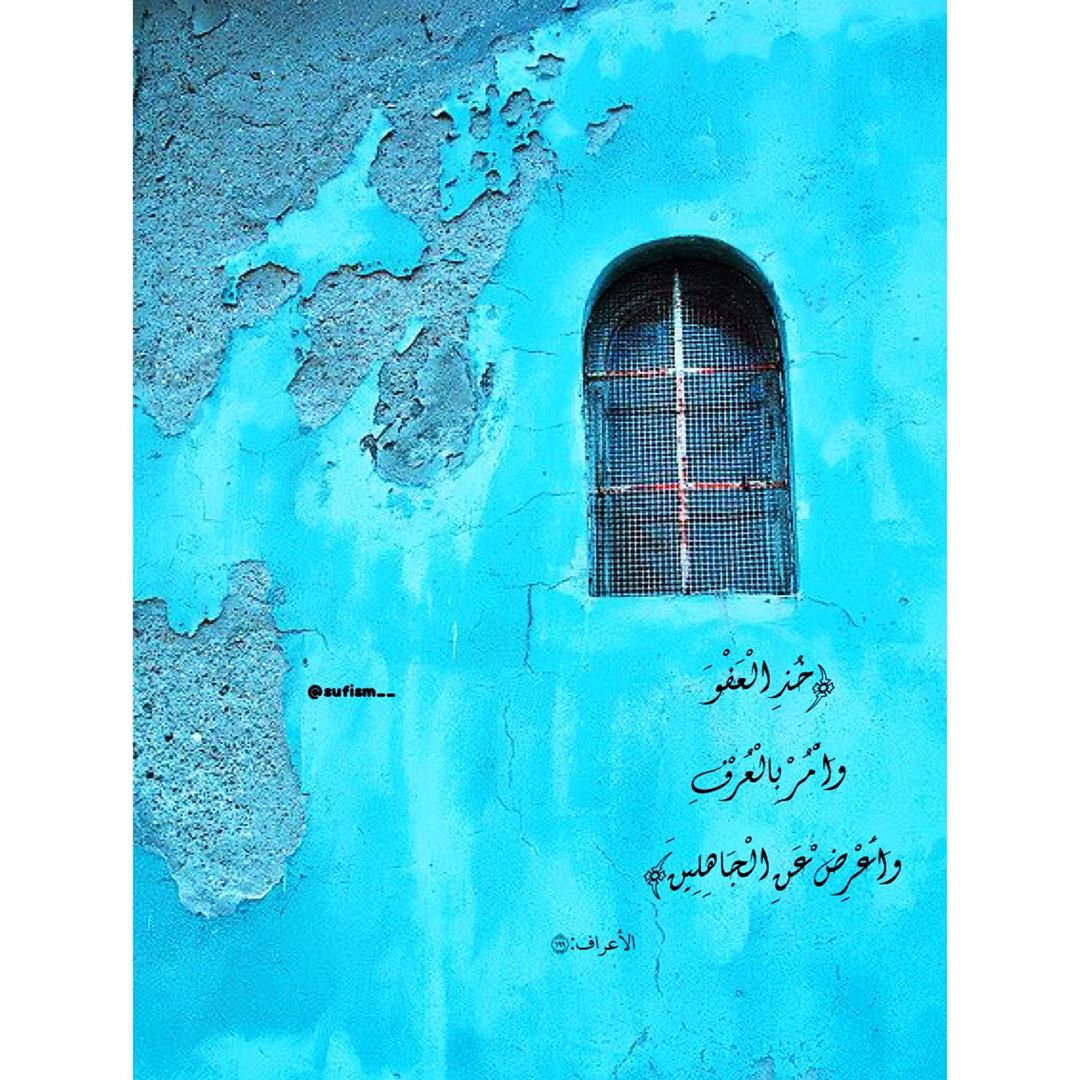 ﴿خُذِ الْعَفْوَ
وَأْمُرْ بِالْعُرْفِ
وَأَعْرِضْ عَنِ الْجَاهِلِينَ﴾
الأعراف:١٩٩
@sufism__